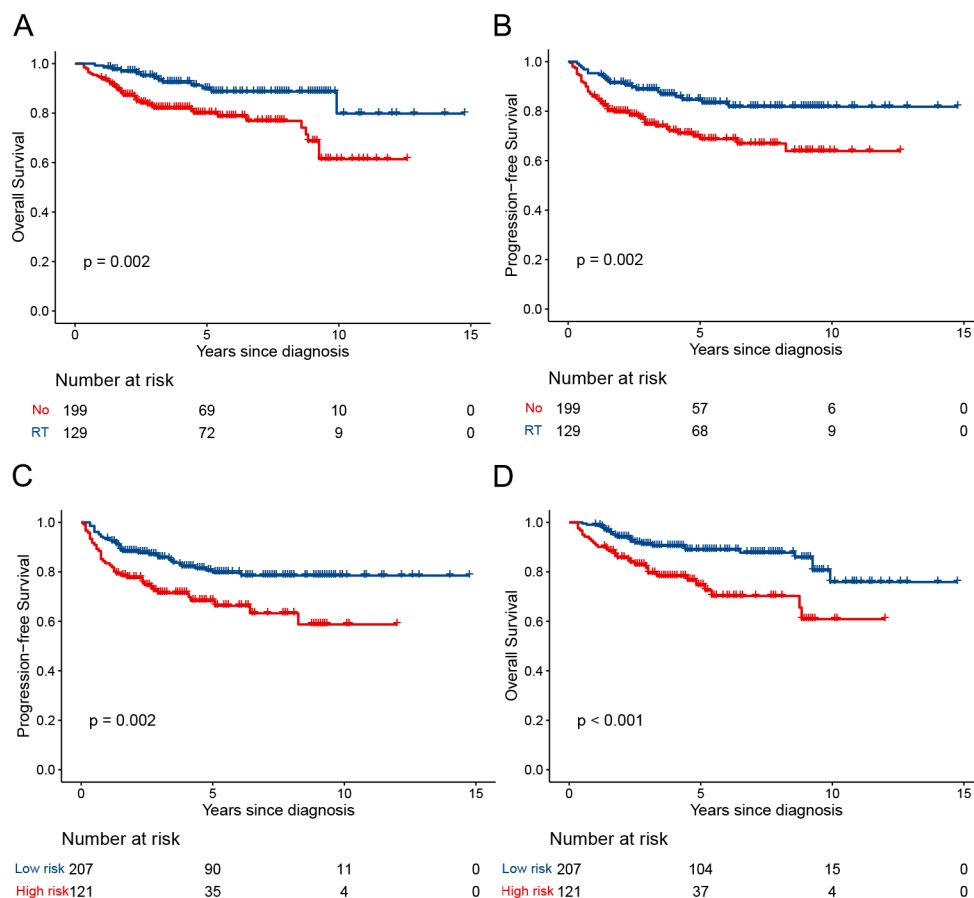 A
Overall Survival
1.0
0.8
0.6
0.4
0.2
0.0
p = 0.002
0 5 10 15
Years since diagnosis
Number at risk
No 199 69 10 0
RT 129 72 9 0
B
Progression-free Survival
1.0
0.8
0.6
0.4
0.2
0.0
p = 0.002
0 5 10 15
Years since diagnosis
Number at risk
No 199 57 6 0
RT 129 68 9 0
C
Progression-free Survival
1.0
0.8
0.6
0.4
0.2
0.0
p = 0.002
0 5 10 15
Years since diagnosis
Number at risk
Low risk 207 90 11 0
High risk 121 35 4 0
D
Overall Survival
1.0
0.8
0.6
0.4
0.2
0.0
p < 0.001
0 5 10 15
Years since diagnosis
Number at risk
Low risk 207 104 15 0
High risk 121 37 4 0